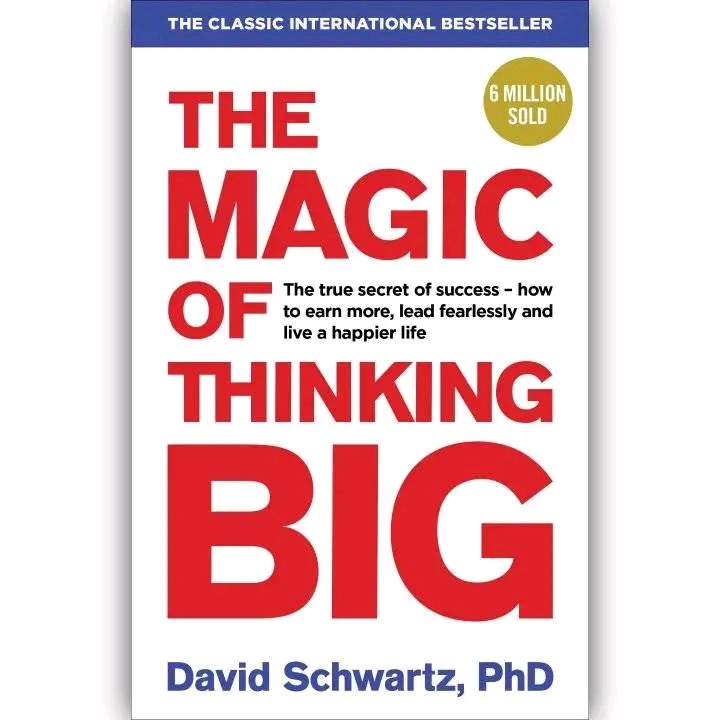 THE CLASSIC INTERNATIONAL BESTSELLER
6 MILLION
SOLD
THE
MAGIC
OF
The true secret of success – how
to earn more, lead fearlessly and
live a happier life
THINKING
BIG
David Schwartz, PhD